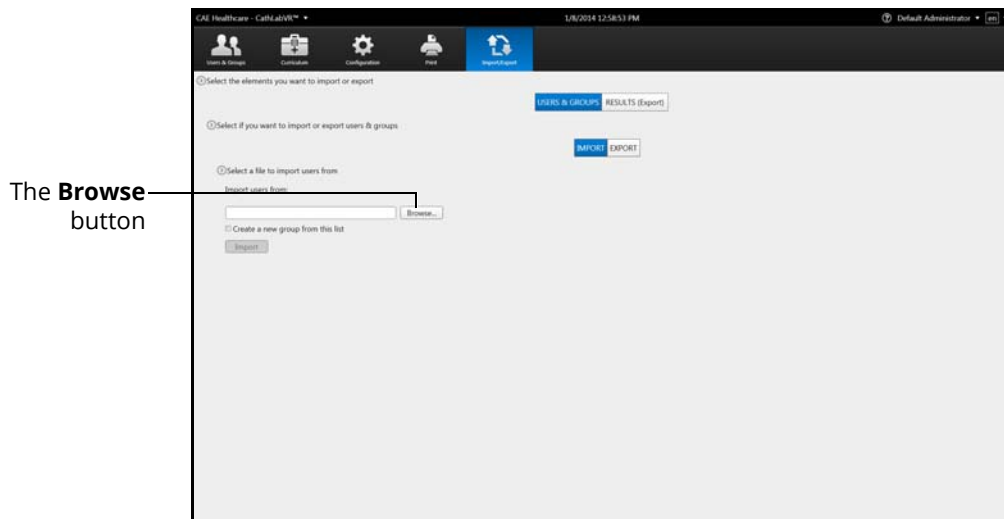 CAE Healthcare - CathLabVR™ ▾ 1/8/2014 12:58:53 PM Default Administrator ▾ en
Users & Groups Curriculum Configuration Print Import/Export
Select the elements you want to import or export
USERS & GROUPS RESULTS (Export)
Select if you want to import or export users & groups
IMPORT EXPORT
Select a file to import users from
Import users from:
The Browse
button
Browse...
Create a new group from this list
Import